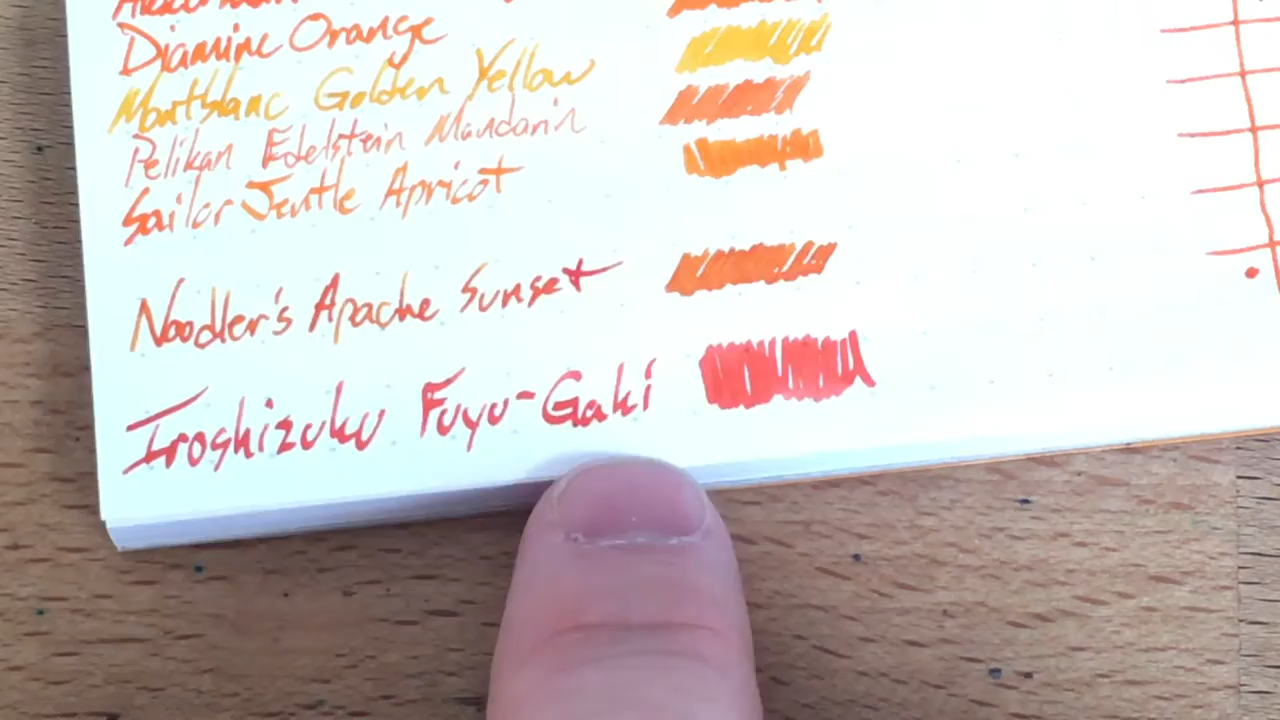 Diamine Orange
Montblanc Golden Yellow
Pelikan Edelstein Mandarin
Sailor Jentle Apricot
Noodler's Apache Sunset
Iroshizuku Fuyu-Gaki